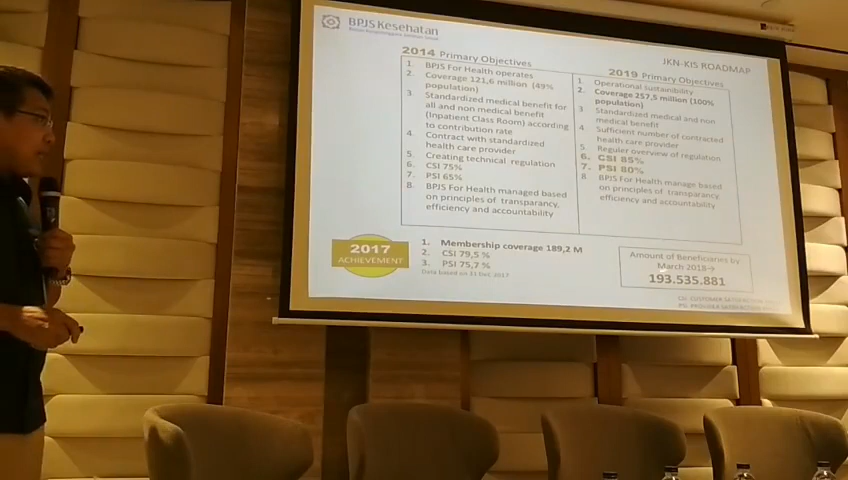 BPJS Kesehatan
JKN-KIS ROADMAP
2014 Primary Objectives
1. BPJS For Health operates
2. Coverage 121,6 million (49%
population)
3. Standardized medical benefit for
all and non medical benefit
(Inpatient Class Room) according
to contribution rate
4. Contract with standardized
health care provider
5. Creating technical regulation
6. CSI 75%
7. PSI 65%
8. BPJS For Health managed based
on principles of transparancy,
efficiency and accountability
2019 Primary Objectives
1. Operational sustainability
2. Coverage 257,5 million (100%
population)
3 Standardized medical and non
medical benefit
4 Sufficient number of contracted
health care provider
5 Reguler overview of regulation
6. CSI 85%
7. PSI 80%
8 BPJS For Health manage based
on principles of transparancy,
efficiency and accountability
2017
ACHIEVEMENT
1. Membership coverage 189,2 M
2. CSI 79,5 %
3. PSI 75,7 %
Data based on 31 Dec 2017
Amount of Beneficiaries by
March 2018→
193.535.881